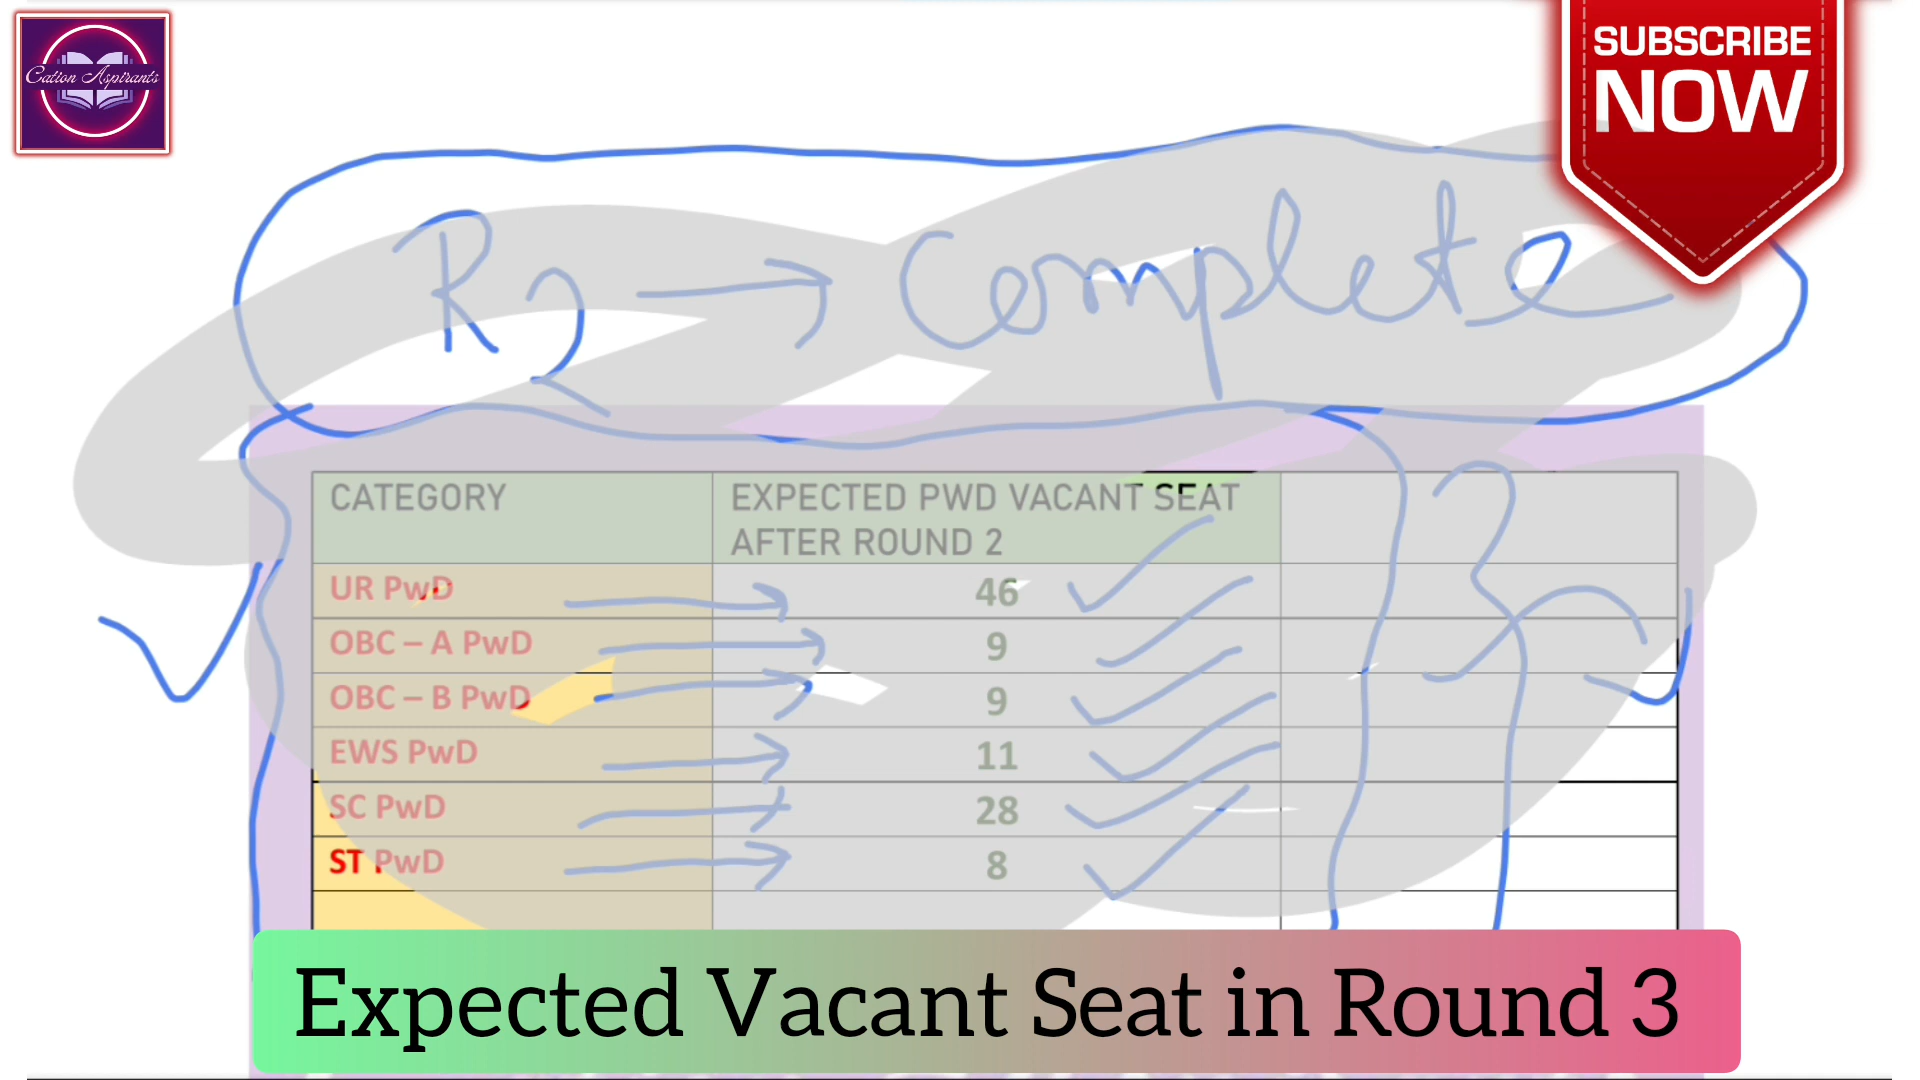 Cation Aspirants
SUBSCRIBE
NOW
R2 → Complete
CATEGORY
EXPECTED PWD VACANT SEAT
AFTER ROUND 2
UR PwD → 46 ✓
OBC – A PwD → 9 ✓
OBC – B PwD → 9 ✓
EWS PwD → 11 ✓
SC PwD → 28 ✓
ST PwD → 8 ✓
Expected Vacant Seat in Round 3